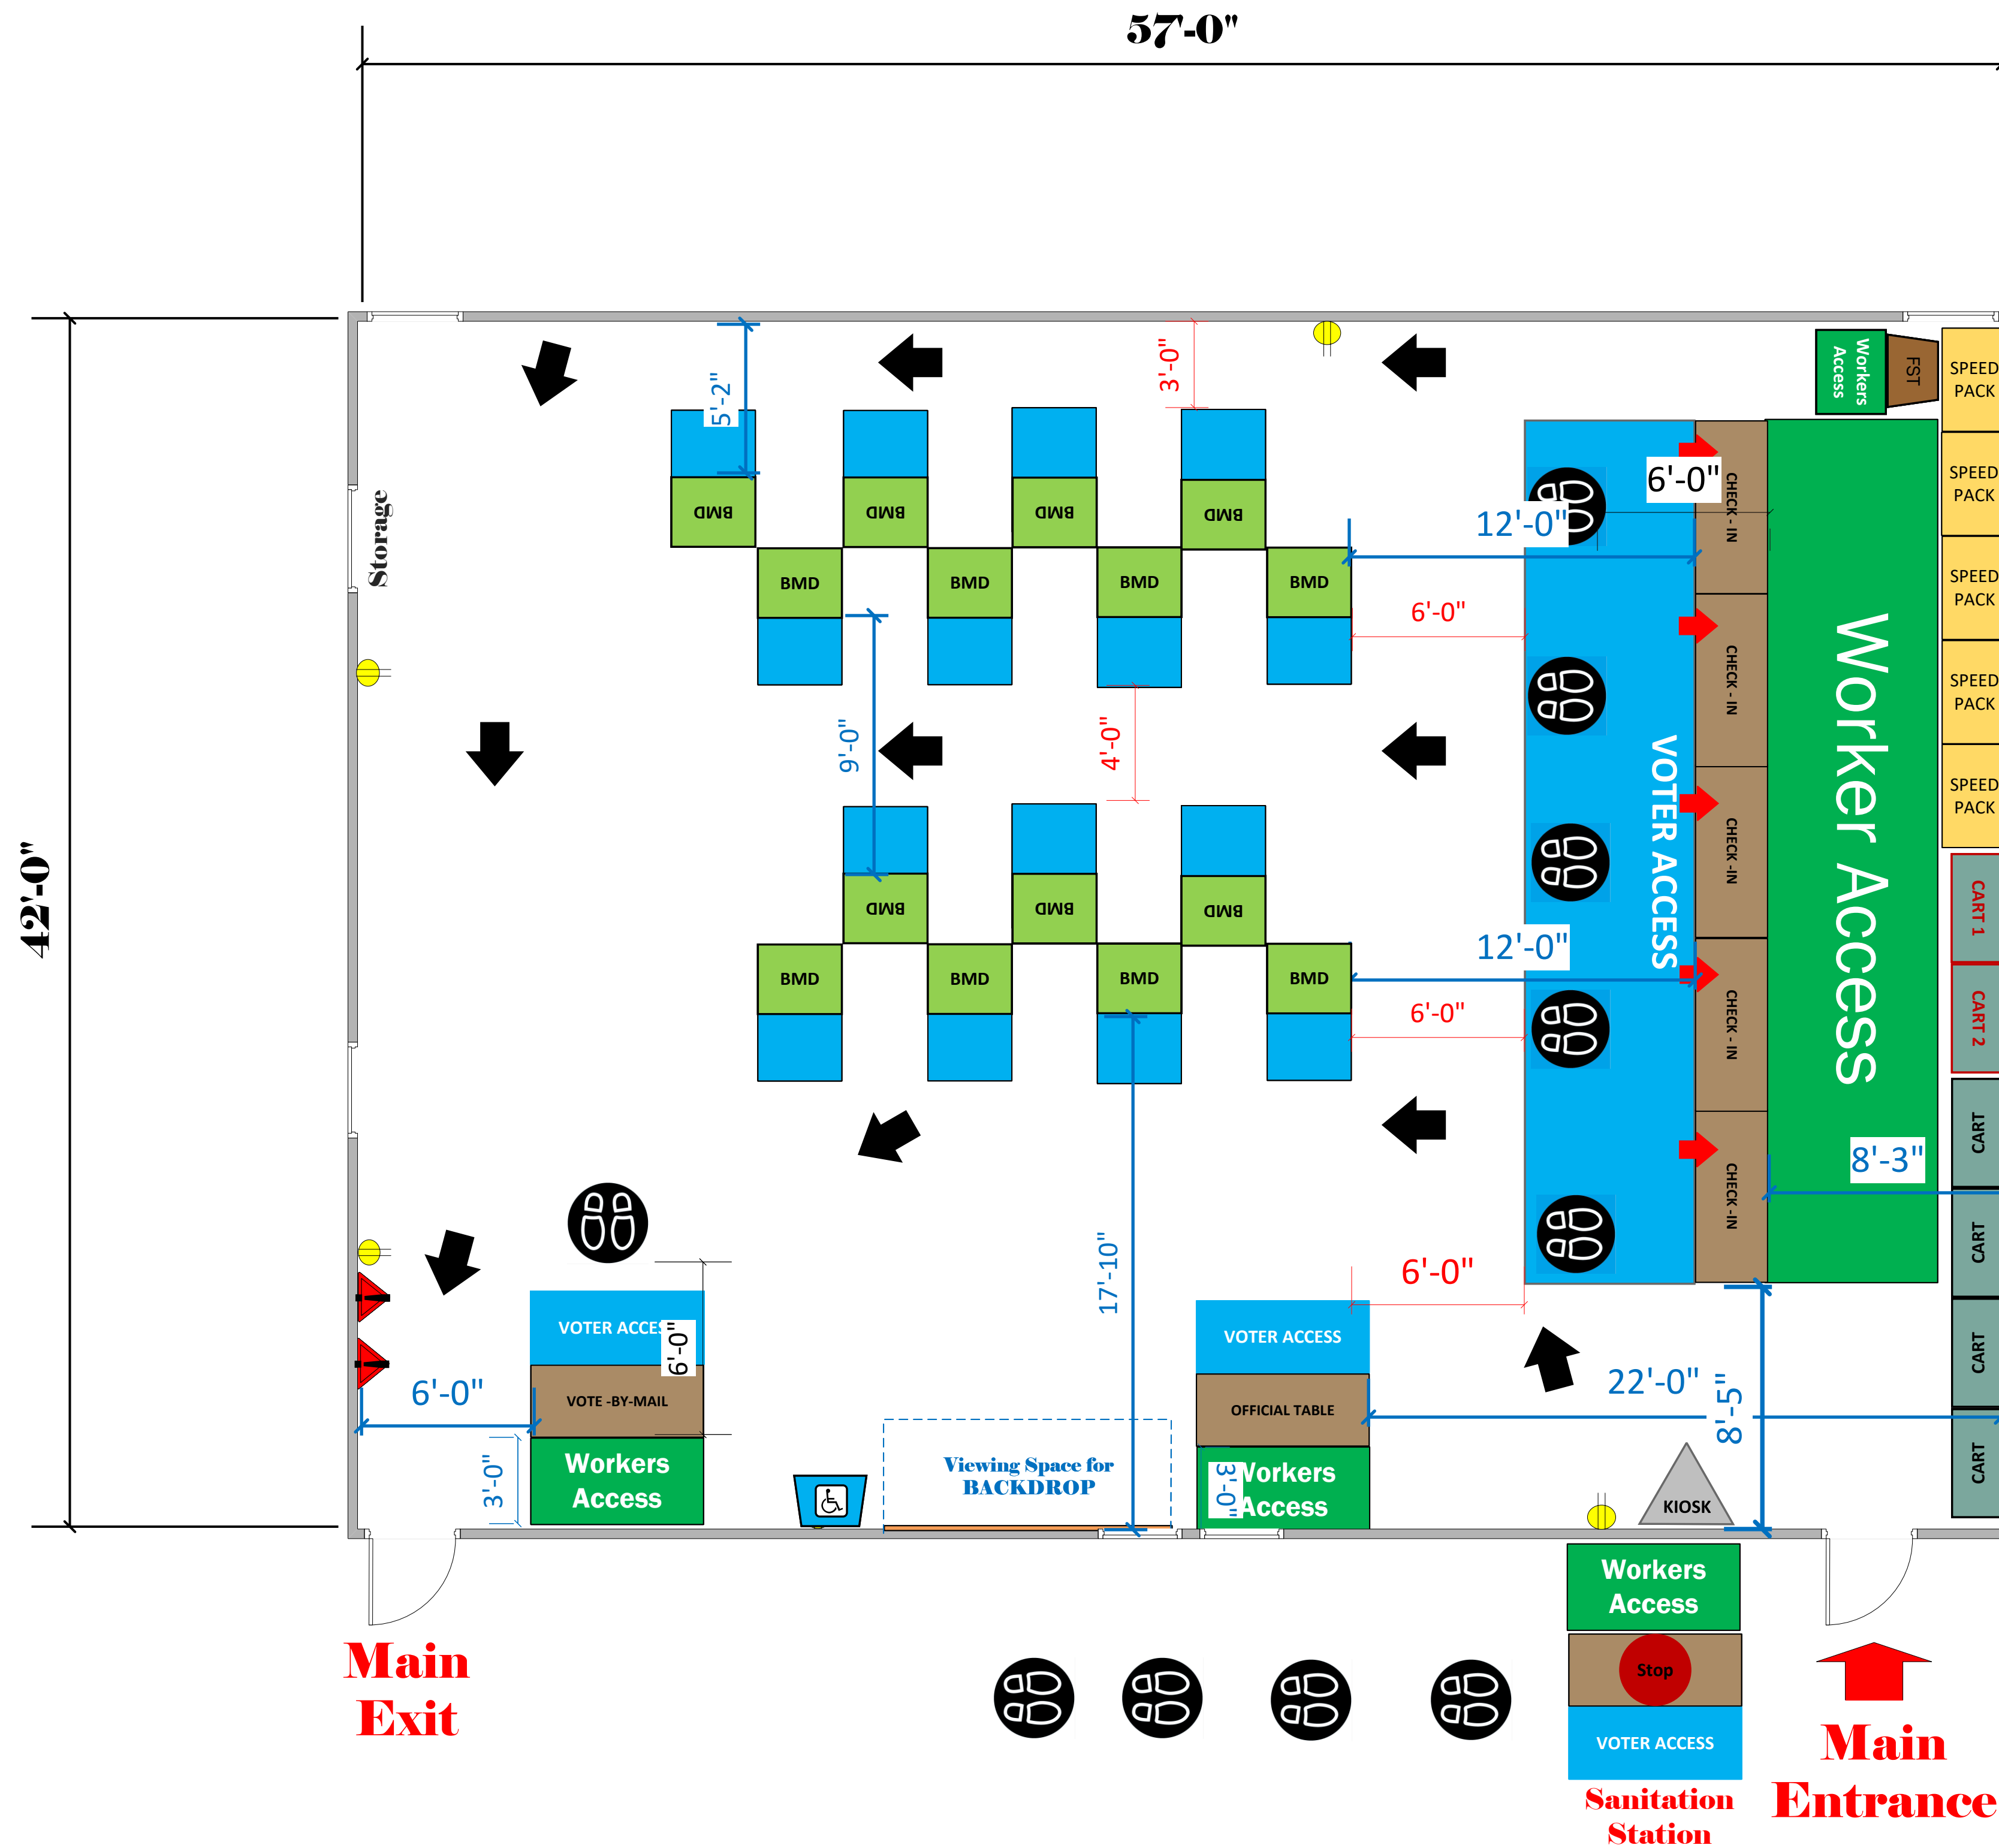 57'-0"
42'-0"
5'-2"
3'-0"
Workers
Access
FST
SPEED
PACK
SPEED
PACK
SPEED
PACK
SPEED
PACK
SPEED
PACK
Storage
BMD
BMD
BMD
BMD
BMD
BMD
BMD
BMD
12'-0"
6'-0"
6'-0"
CHECK - IN
CHECK - IN
CHECK -IN
CHECK - IN
CHECK -IN
VOTER ACCESS
Worker Access
9'-0"
4'-0"
BMD
BMD
BMD
BMD
BMD
BMD
BMD
12'-0"
6'-0"
CART 1
CART 2
CART
CART
CART
CART
8'-3"
17'-10"
6'-0"
VOTER ACCESS
6'-0"
VOTE -BY-MAIL
6'-0"
Workers
Access
3'-0"
Viewing Space for
BACKDROP
VOTER ACCESS
OFFICIAL TABLE
Workers
Access
3'-0"
22'-0"
8'-5"
KIOSK
Workers
Access
Stop
VOTER ACCESS
Sanitation
Station
Main
Exit
Main
Entrance